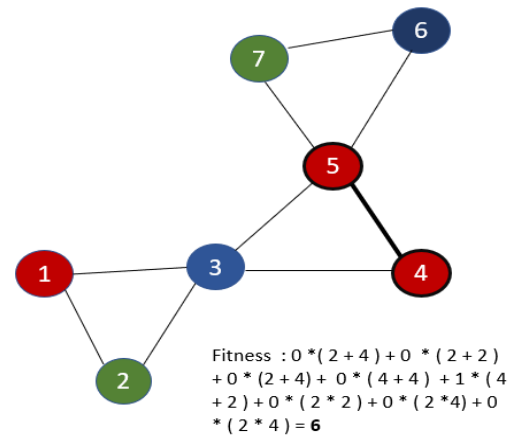 6
7
5
3
1
4
2
Fitness : 0 *( 2 + 4 ) + 0 * ( 2 + 2 )
+ 0 * (2 + 4) + 0 * ( 4 + 4 ) + 1 * ( 4
+ 2 ) + 0 * ( 2 * 2 ) + 0 * ( 2 *4) + 0
* ( 2 * 4 ) = 6